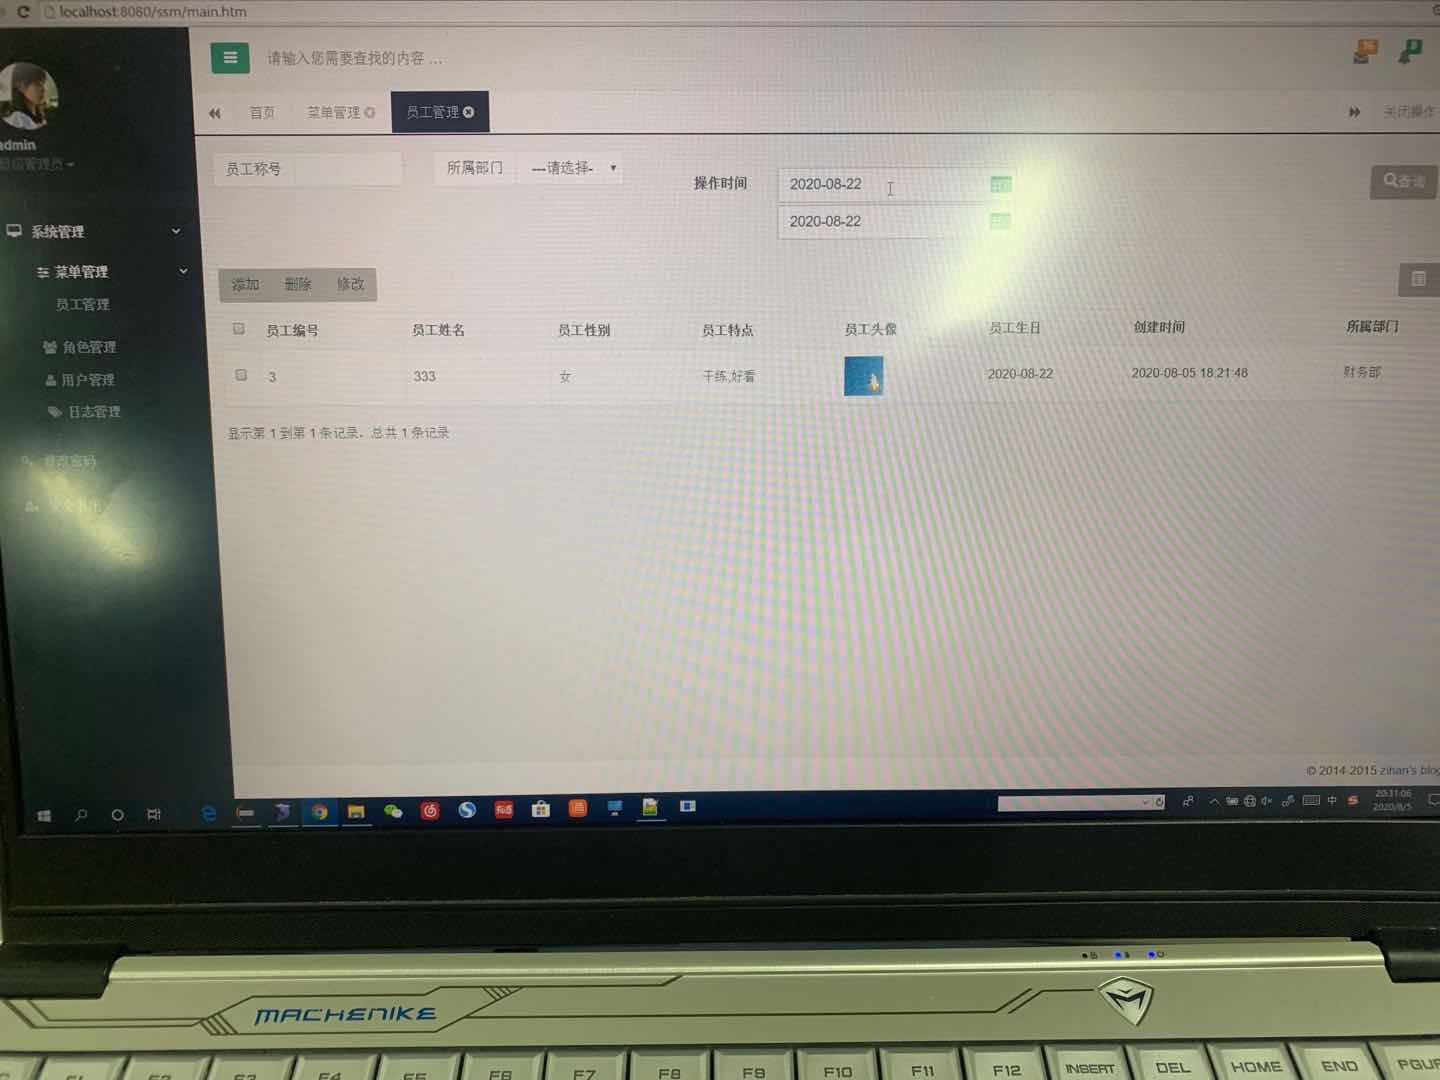 localhost:8080/ssm/main.htm
请输入您需要查找的内容 ...
首页 菜单管理 员工管理 关闭操作
admin
超级管理员
员工称号 所属部门 ---请选择- 操作时间 2020-08-22 查询
2020-08-22
系统管理
菜单管理
员工管理
角色管理
用户管理
日志管理
修改密码
添加 删除 修改
员工编号 员工姓名 员工性别 员工特点 员工头像 员工生日 创建时间 所属部门
3 333 女 干练,好看 2020-08-22 2020-08-05 18:21:48 财务部
显示第 1 到第 1 条记录，总共 1 条记录
© 2014-2015 zihan's blog
中
20:31:06
2020/8/5
MACHENIKE
F6 F7 F8 F9 F10 F11 F12 INSERT DEL HOME END PGUP